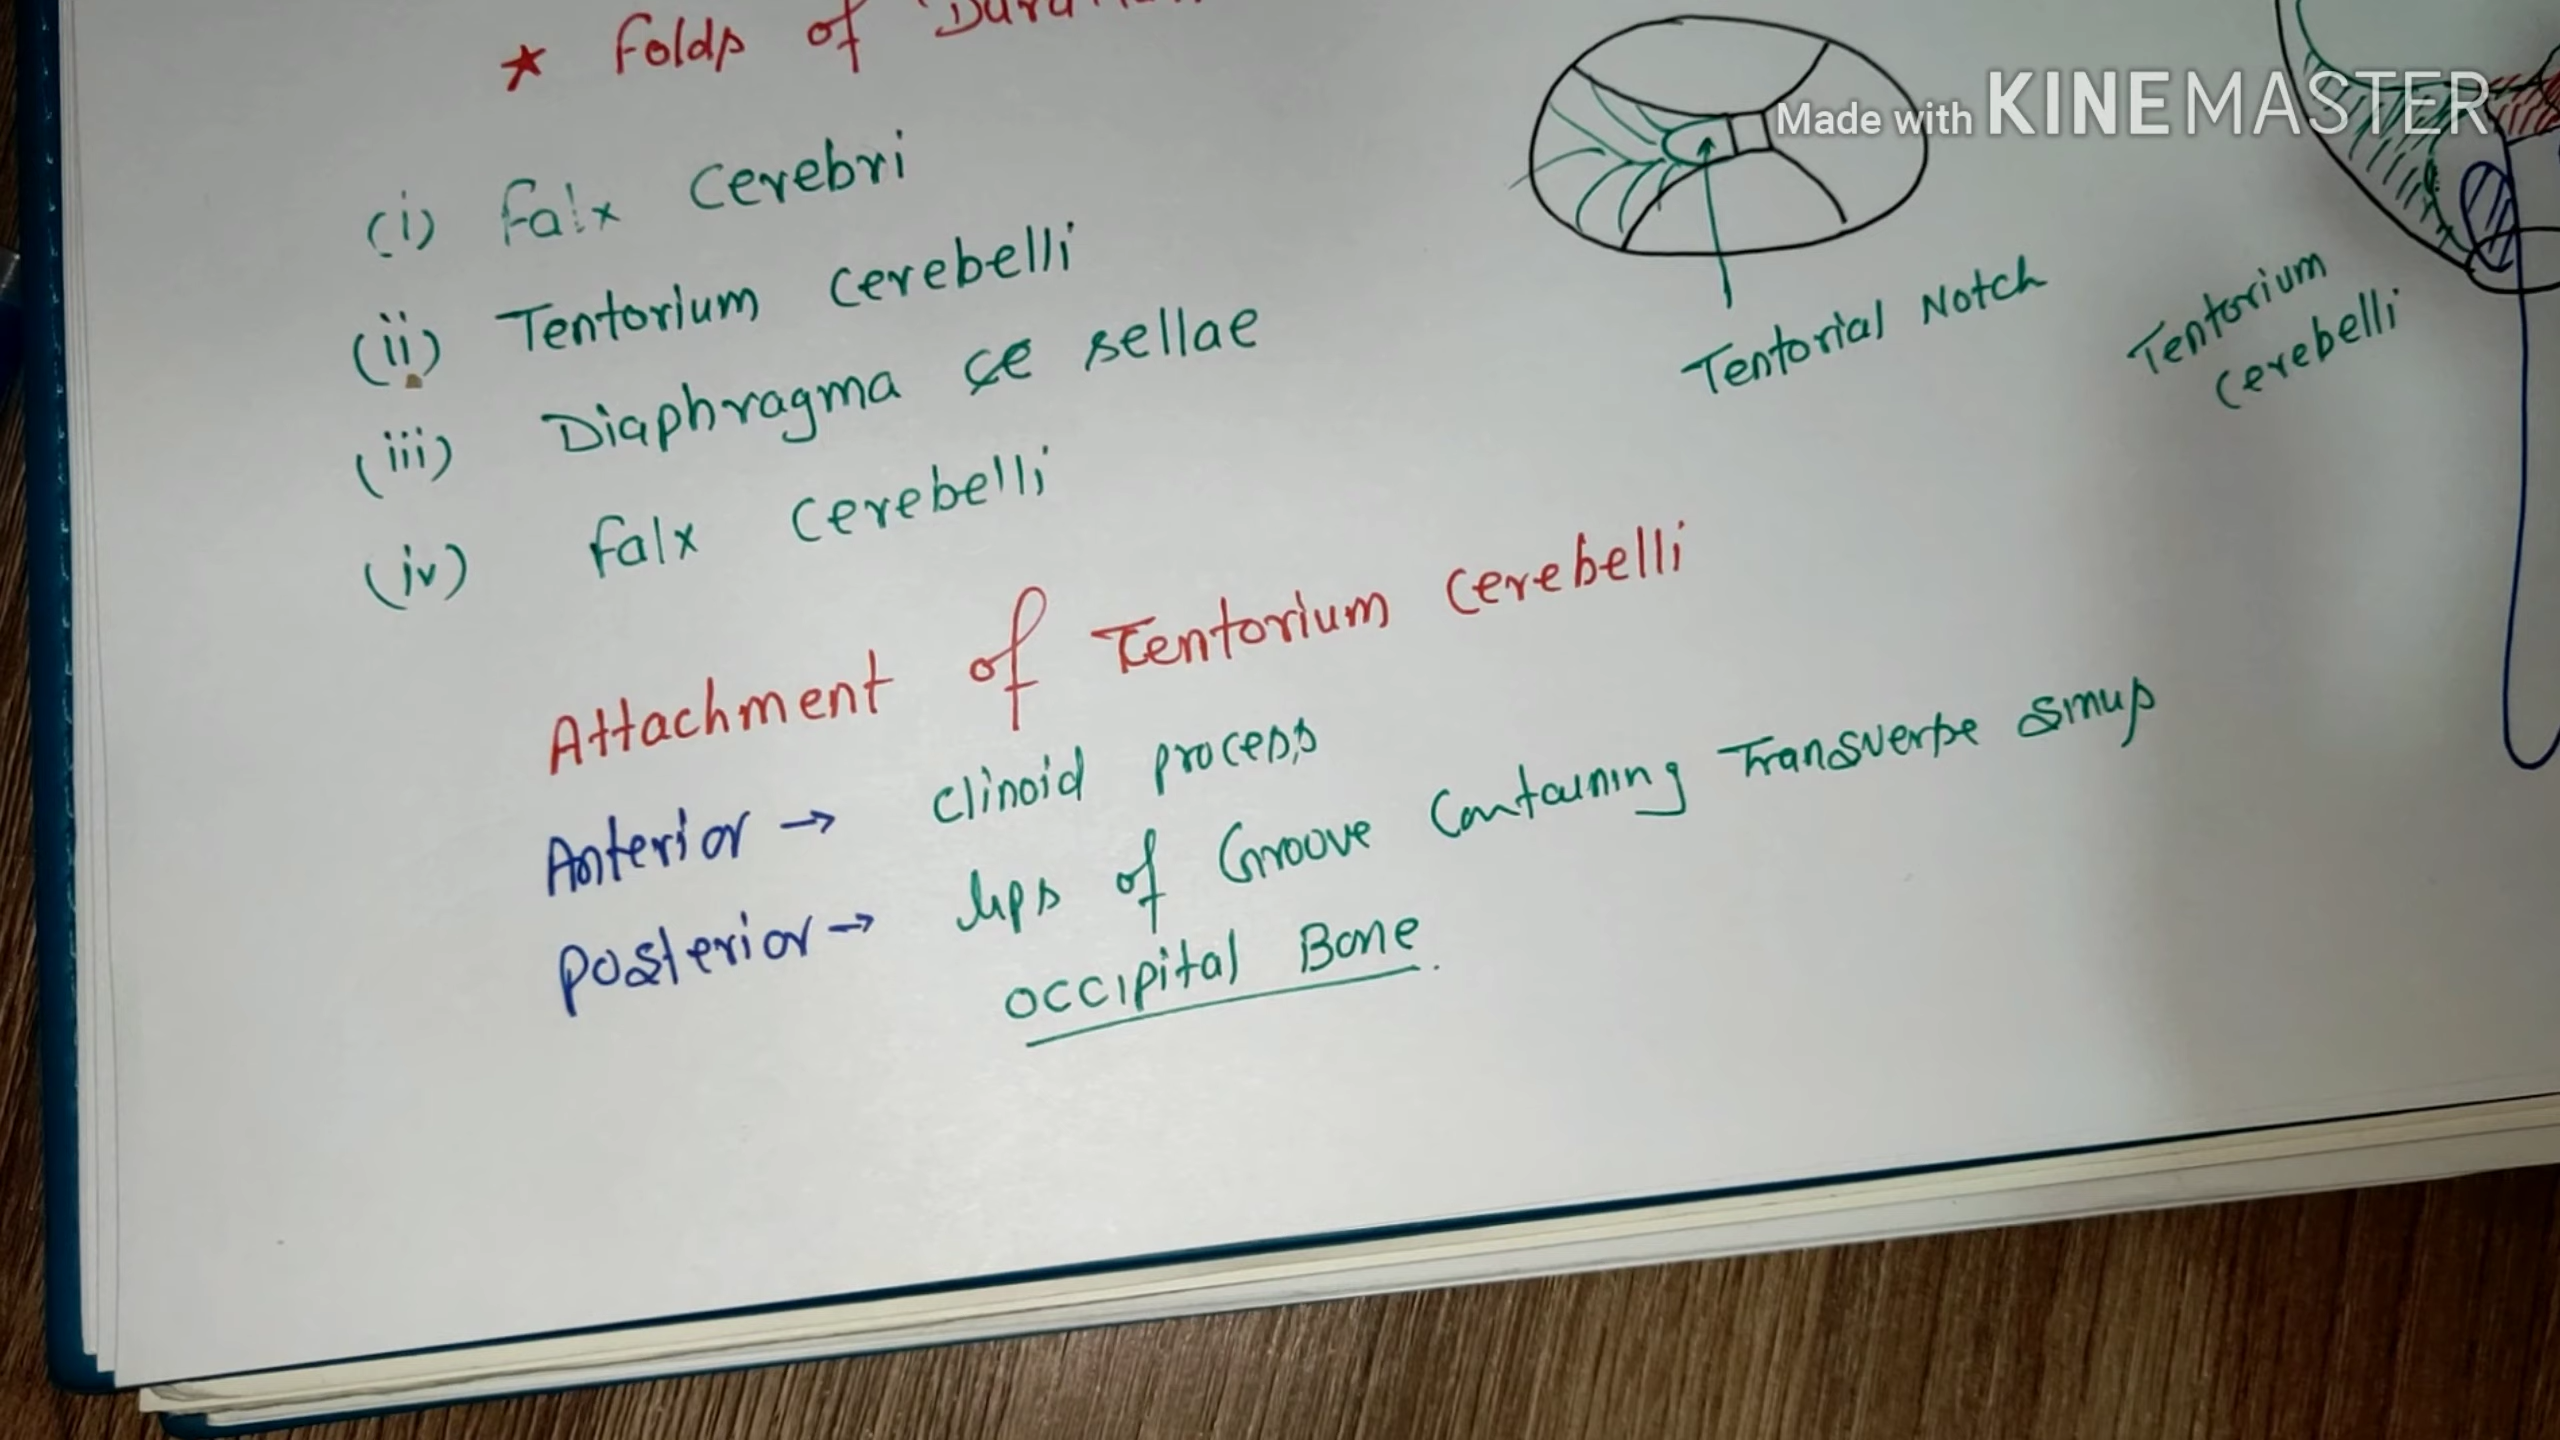 ★ Folds of
(i) Falx Cerebri
(ii) Tentorium cerebelli
(iii) Diaphragma ce sellae
(iv) Falx cerebelli
Attachment of Tentorium cerebelli
Anterior → clinoid process
Posterior → lips of Groove Containing Transverse sinus
occipital Bone.
Tentorial Notch
Tentorium
cerebelli
Made with KINEMASTER